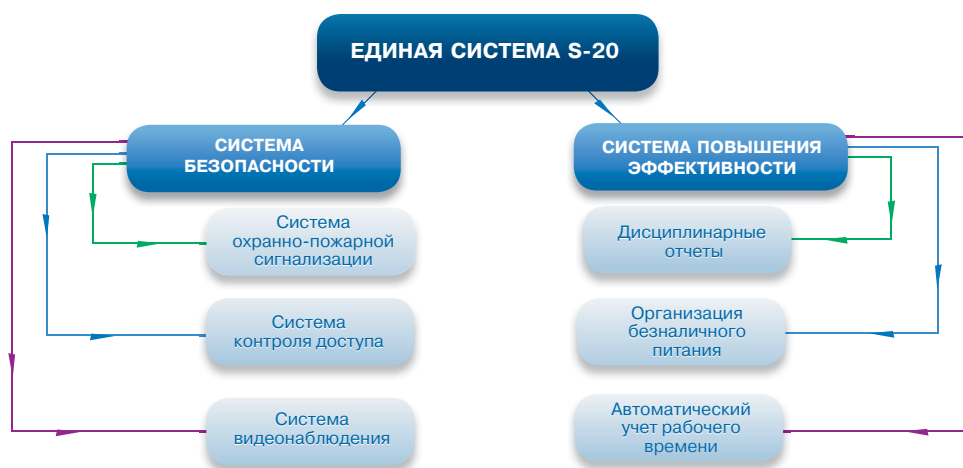 ЕДИНАЯ СИСТЕМА S-20
СИСТЕМА
БЕЗОПАСНОСТИ
СИСТЕМА ПОВЫШЕНИЯ
ЭФФЕКТИВНОСТИ
Система
охранно-пожарной
сигнализации
Дисциплинарные
отчеты
Система
контроля доступа
Организация
безналичного
питания
Система
видеонаблюдения
Автоматический
учет рабочего
времени